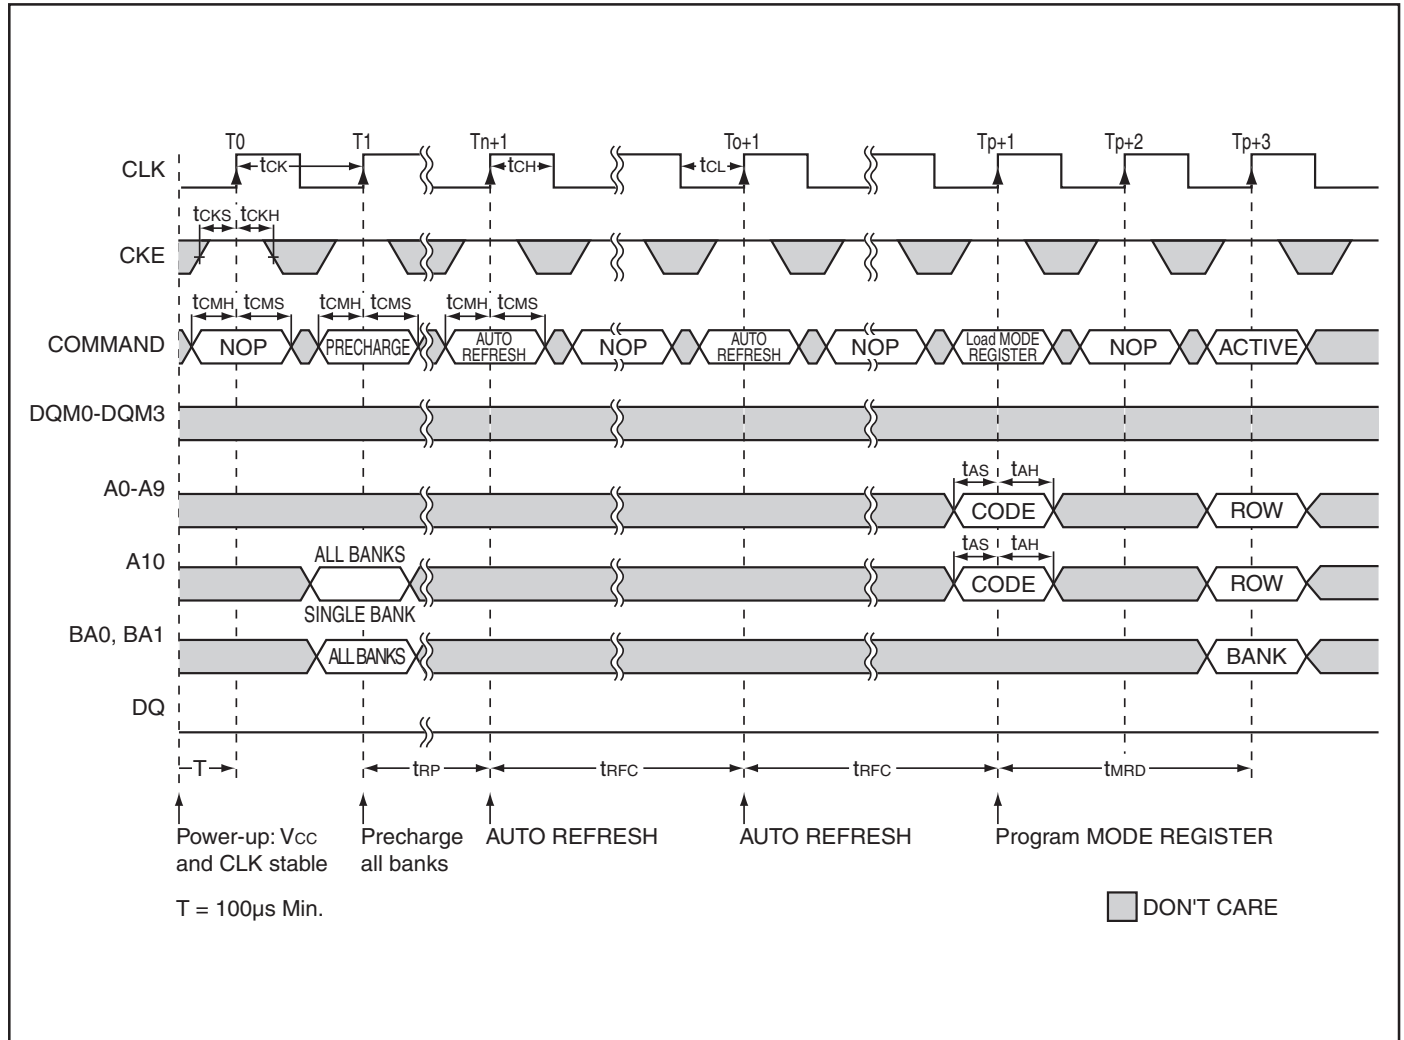 T0 T1 Tn+1 To+1 Tp+1 Tp+2 Tp+3
CLK tCK tCH tCL
tCKS tCKH
CKE
tCMH tCMS tCMH tCMS tCMH tCMS
COMMAND NOP PRECHARGE AUTO REFRESH NOP AUTO REFRESH NOP Load MODE REGISTER NOP ACTIVE
DQM0-DQM3
tAS tAH
A0-A9 CODE ROW
ALL BANKS tAS tAH
A10 CODE ROW
SINGLE BANK
BA0, BA1 ALL BANKS BANK
DQ
T tRP tRFC tRFC tMRD
Power-up: VCC and CLK stable
Precharge all banks
AUTO REFRESH
AUTO REFRESH
Program MODE REGISTER
T = 100µs Min.
DON'T CARE